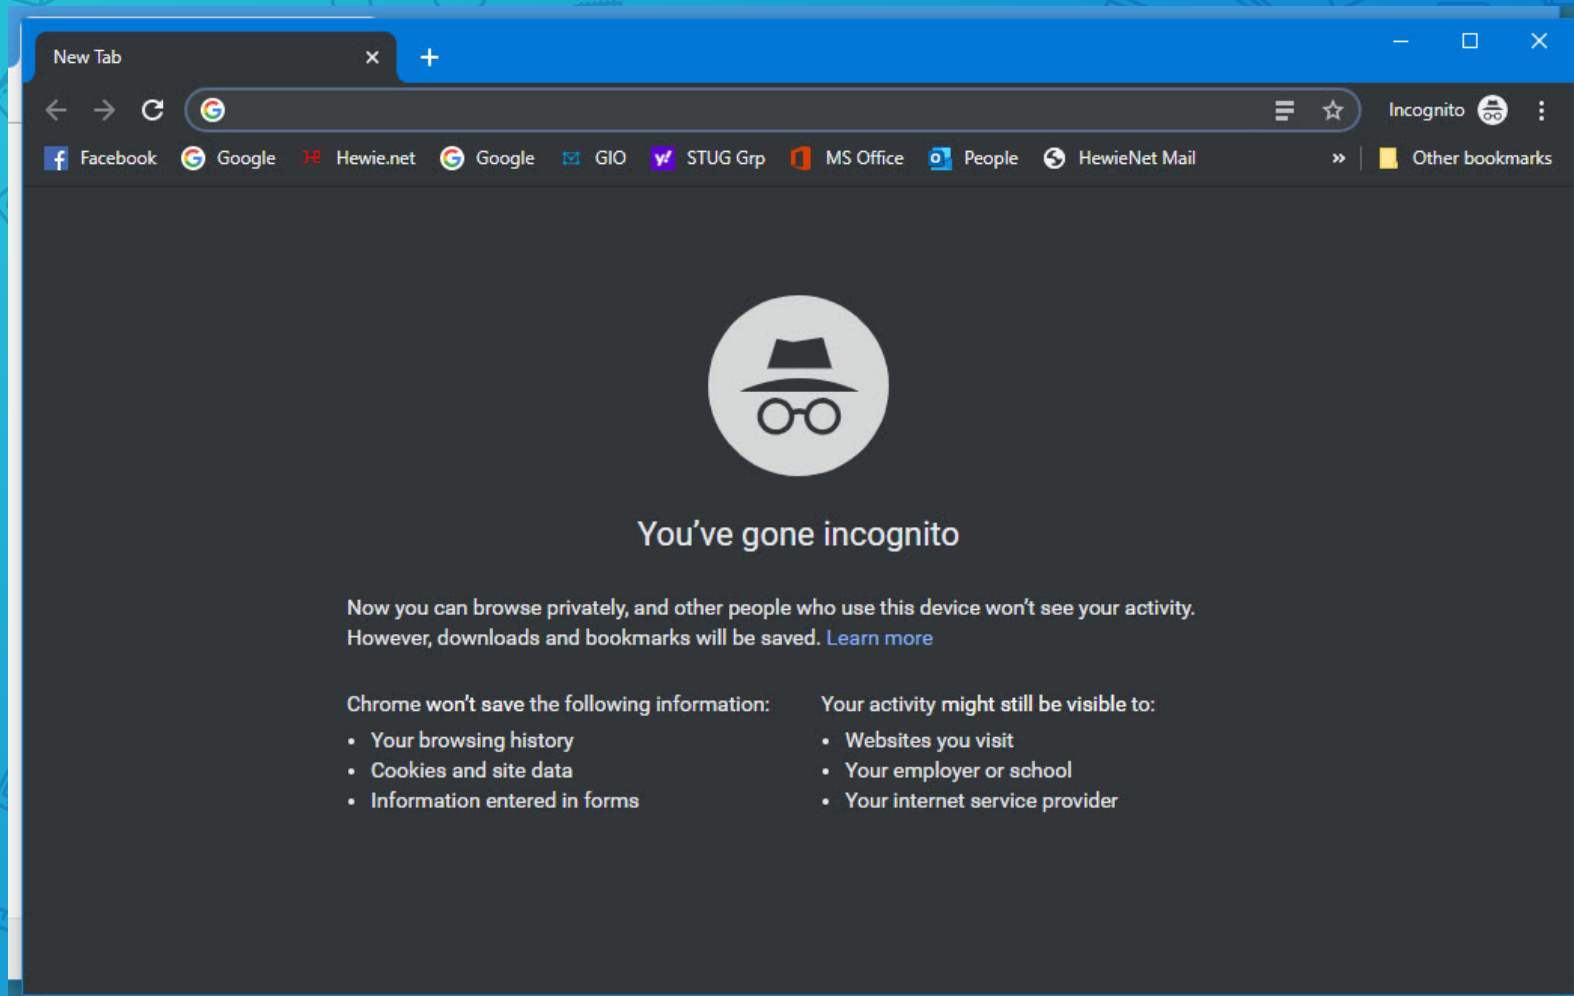 New Tab
Incognito
Facebook Google Hewie.net Google GIO STUG Grp MS Office People HewieNet Mail » Other bookmarks
You've gone incognito
Now you can browse privately, and other people who use this device won't see your activity.
However, downloads and bookmarks will be saved. Learn more
Chrome won't save the following information:
• Your browsing history
• Cookies and site data
• Information entered in forms
Your activity might still be visible to:
• Websites you visit
• Your employer or school
• Your internet service provider